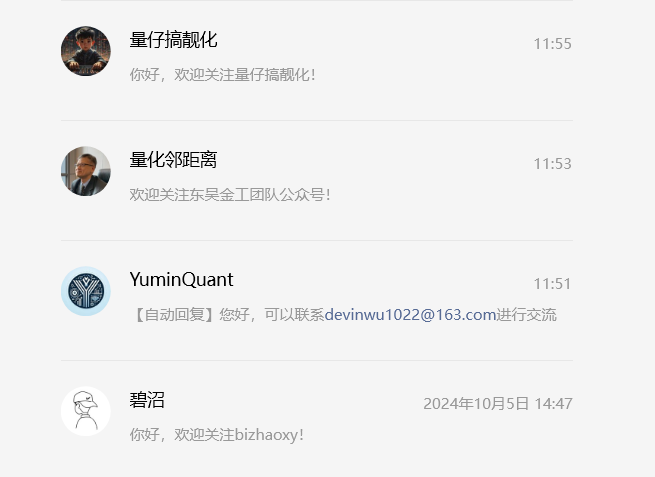 量仔搞靓化
11:55
你好，欢迎关注量仔搞靓化！
量化邻距离
11:53
欢迎关注东吴金工团队公众号！
YuminQuant
11:51
【自动回复】您好，可以联系devinwu1022@163.com进行交流
碧沼
2024年10月5日 14:47
你好，欢迎关注bizhaoxy！